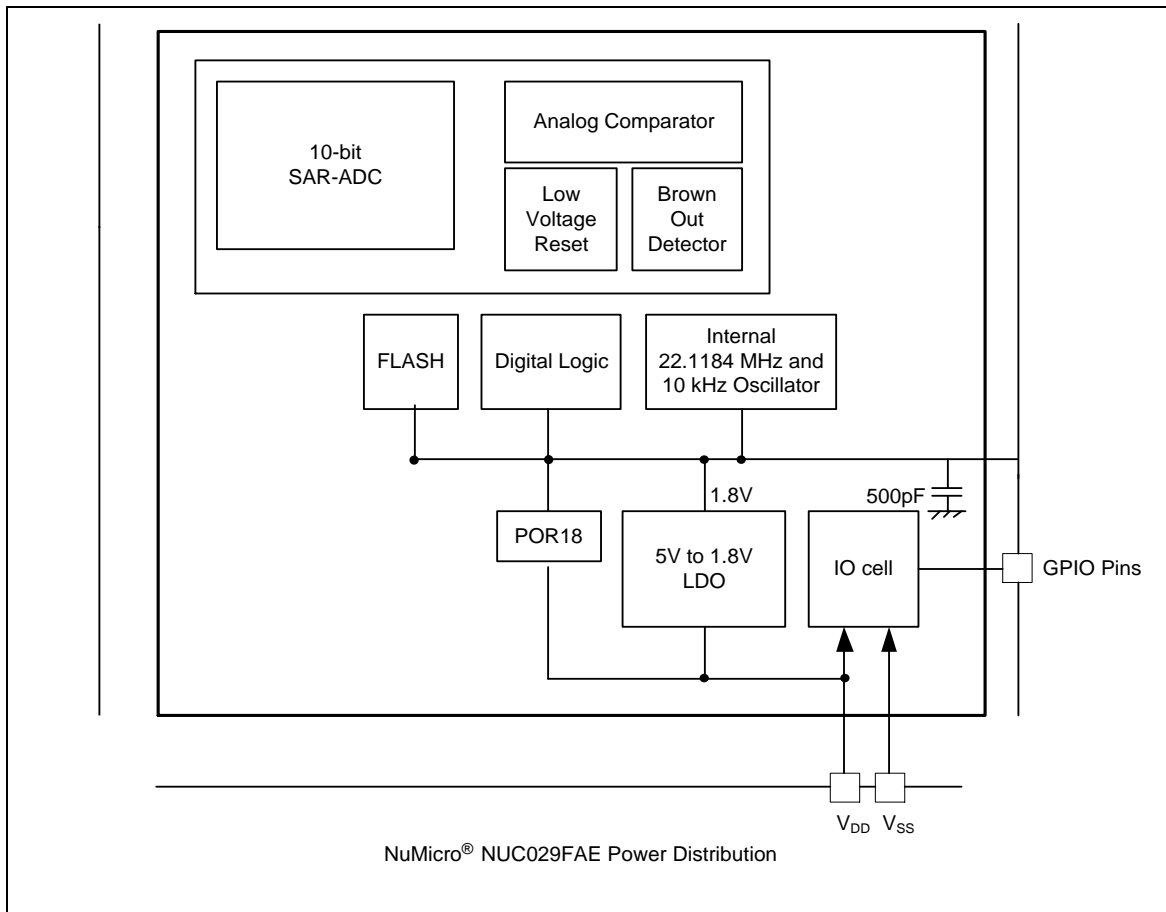 10-bit
SAR-ADC
Analog Comparator
Low
Voltage
Reset
Brown
Out
Detector
FLASH
Digital Logic
Internal
22.1184 MHz and
10 kHz Oscillator
1.8V
500pF
POR18
5V to 1.8V
LDO
IO cell
GPIO Pins
VDD VSS
NuMicro® NUC029FAE Power Distribution